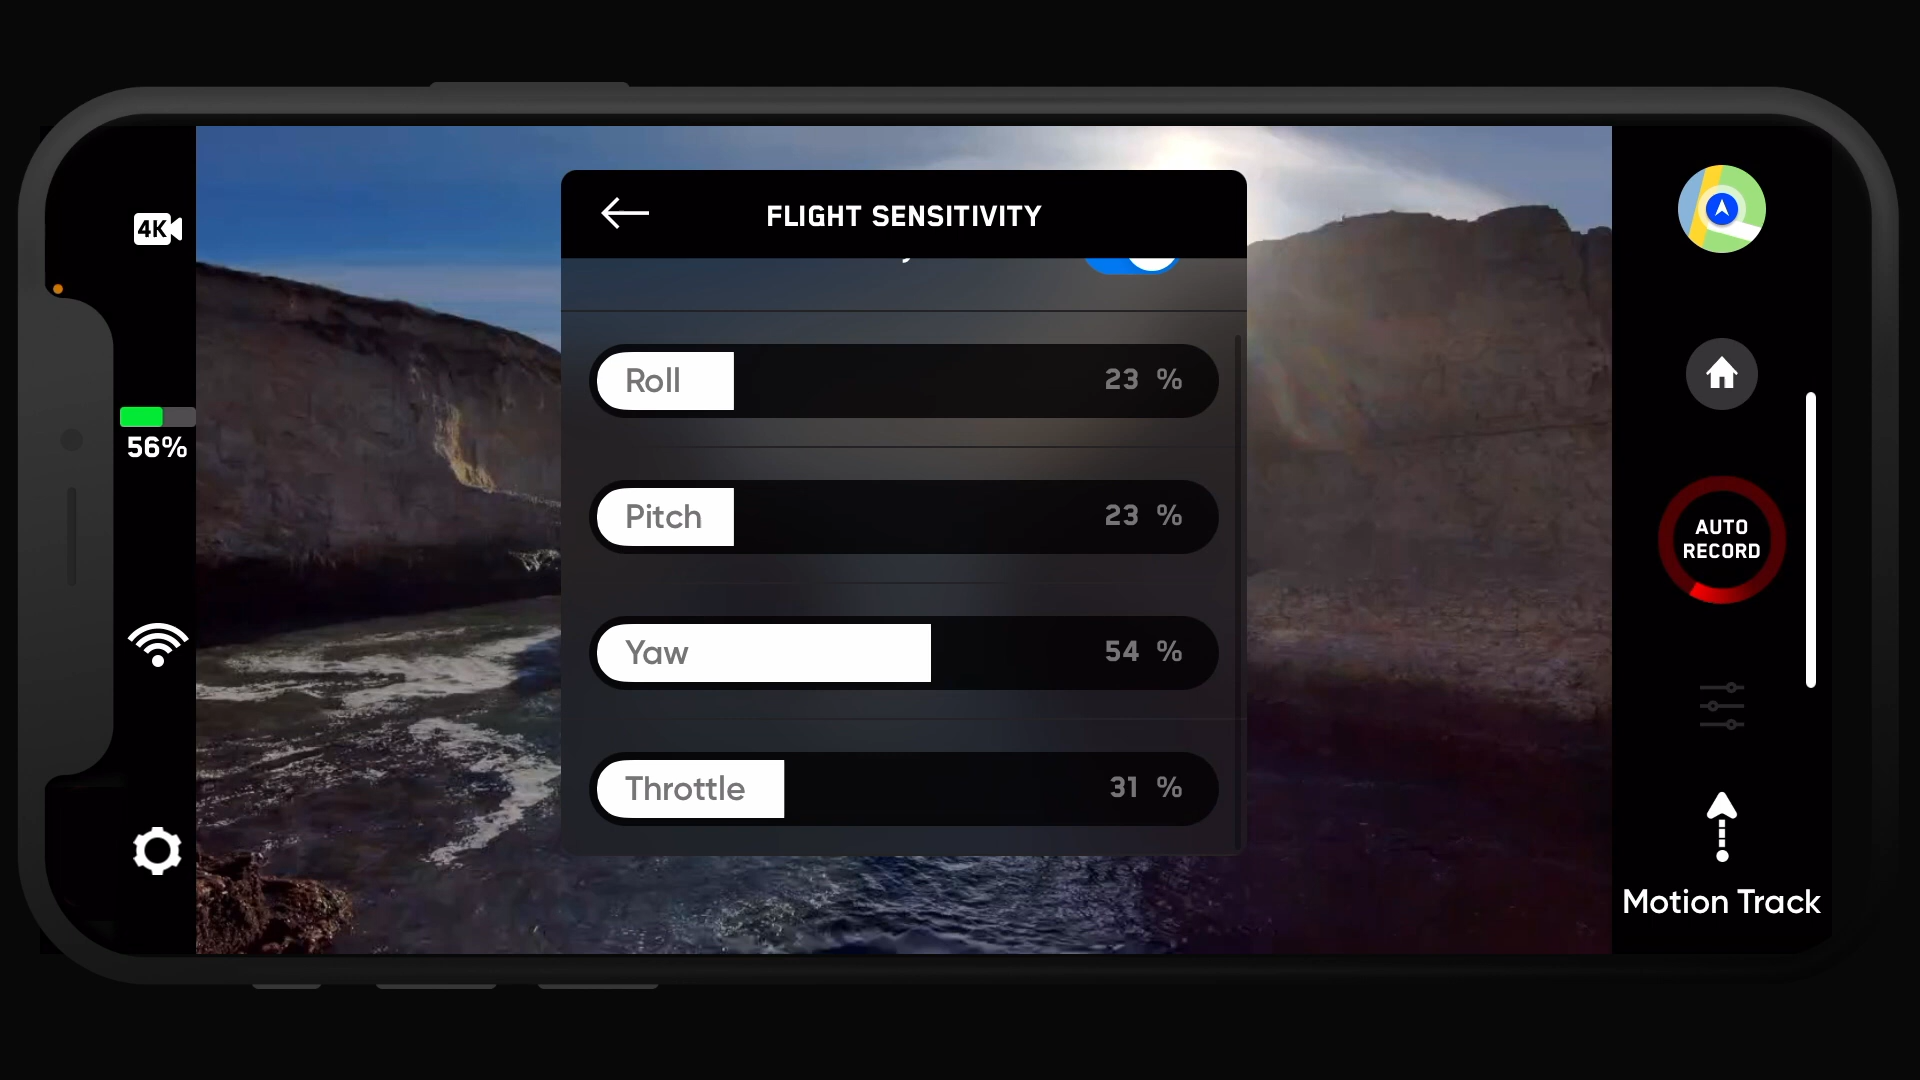 4K
56%
FLIGHT SENSITIVITY
Roll 23 %
Pitch 23 %
Yaw 54 %
Throttle 31 %
AUTO
RECORD
Motion Track